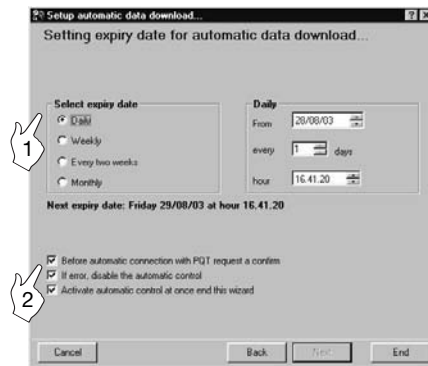 Setup automatic data download...
Setting expiry date for automatic data download...
Select expiry date
Daily
Weekly
Every two weeks
Monthly
Daily
From 28/08/03
every 1 days
hour 16.41.20
Next expiry date: Friday 29/08/03 at hour 16.41.20
1
Before automatic connection with PQT request a confirm
If error, disable the automatic control
Activate automatic control at once end this wizard
2
Cancel Back Next End